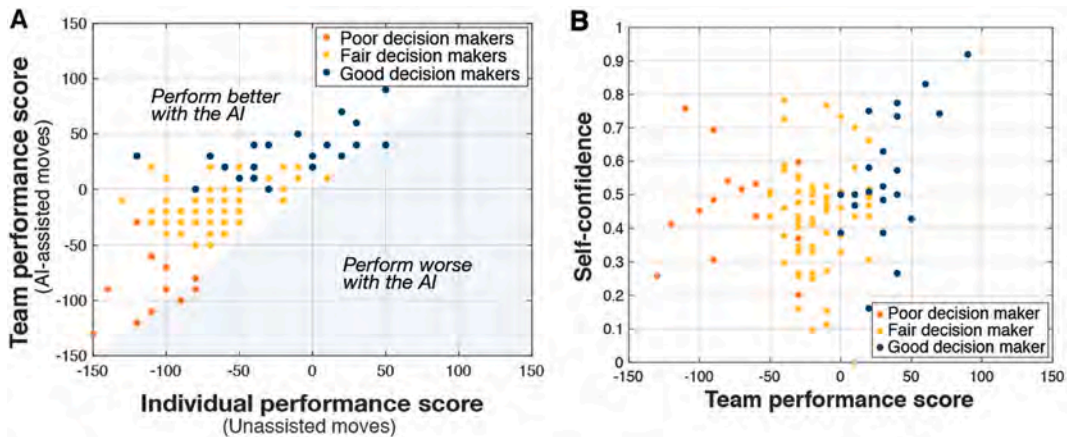 A
Team performance score
(AI-assisted moves)
150
100
50
0
-50
-100
-150
Poor decision makers
Fair decision makers
Good decision makers
Perform better
with the AI
Perform worse
with the AI
-150 -100 -50 0 50 100 150
Individual performance score
(Unassisted moves)
B
Self-confidence
1
0.9
0.8
0.7
0.6
0.5
0.4
0.3
0.2
0.1
0
Poor decision maker
Fair decision maker
Good decision maker
-150 -100 -50 0 50 100 150
Team performance score